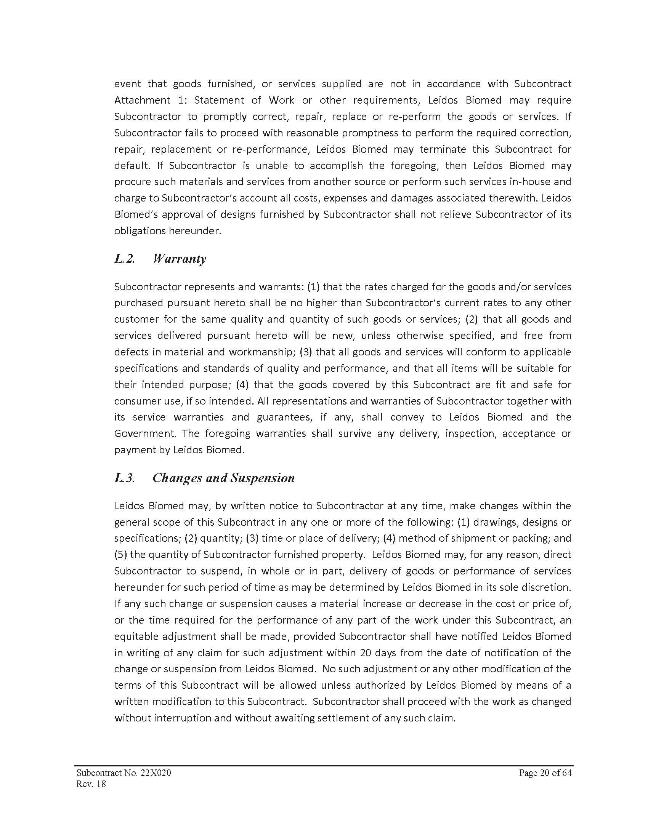 event that goods furnished, or services supplied are not in accordance with Subcontract
Attachment 1: Statement of Work or other requirements, Leidos Biomed may require
Subcontractor to promptly correct, repair, replace or re-perform the goods or services. If
Subcontractor fails to proceed with reasonable promptness to perform the required correction,
repair, replacement or re-performance, Leidos Biomed may terminate this Subcontract for
default. If Subcontractor is unable to accomplish the foregoing, then Leidos Biomed may
procure such materials and services from another source or perform such services in-house and
charge to Subcontractor's account all costs, expenses and damages associated therewith. Leidos
Biomed's approval of designs furnished by Subcontractor shall not relieve Subcontractor of its
obligations hereunder.
L.2. Warranty
Subcontractor represents and warrants: (1) that the rates charged for the goods and/or services
purchased pursuant hereto shall be no higher than Subcontractor's current rates to any other
customer for the same quality and quantity of such goods or services; (2) that all goods and
services delivered pursuant hereto will be new, unless otherwise specified, and free from
defects in material and workmanship; (3) that all goods and services will conform to applicable
specifications and standards of quality and performance, and that all items will be suitable for
their intended purpose; (4) that the goods covered by this Subcontract are fit and safe for
consumer use, if so intended. All representations and warranties of Subcontractor together with
its service warranties and guarantees, if any, shall convey to Leidos Biomed and the
Government. The foregoing warranties shall survive any delivery, inspection, acceptance or
payment by Leidos Biomed.
L.3. Changes and Suspension
Leidos Biomed may, by written notice to Subcontractor at any time, make changes within the
general scope of this Subcontract in any one or more of the following: (1) drawings, designs or
specifications; (2) quantity; (3) time or place of delivery; (4) method of shipment or packing; and
(5) the quantity of Subcontractor furnished property. Leidos Biomed may, for any reason, direct
Subcontractor to suspend, in whole or in part, delivery of goods or performance of services
hereunder for such period of time as may be determined by Leidos Biomed in its sole discretion.
If any such change or suspension causes a material increase or decrease in the cost or price of,
or the time required for the performance of any part of the work under this Subcontract, an
equitable adjustment shall be made, provided Subcontractor shall have notified Leidos Biomed
in writing of any claim for such adjustment within 20 days from the date of notification of the
change or suspension from Leidos Biomed. No such adjustment or any other modification of the
terms of this Subcontract will be allowed unless authorized by Leidos Biomed by means of a
written modification to this Subcontract. Subcontractor shall proceed with the work as changed
without interruption and without awaiting settlement of any such claim.
Subcontract No. 22X020 Page 20 of 64
Rev. 18